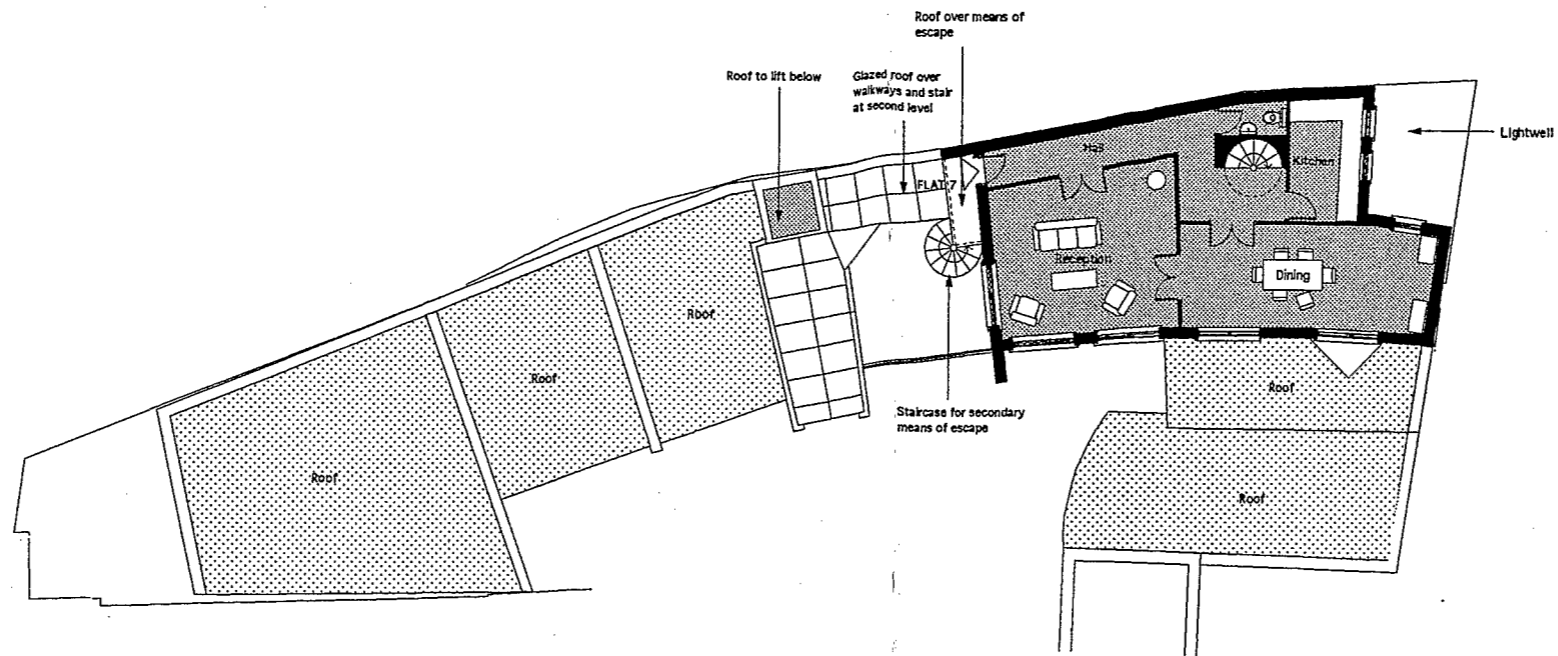 Roof over means of
escape
Roof to lift below
Glazed roof over
walkways and stair
at second level
Lightwell
Hall
Kitchen
FLAT 7
Reception
Dining
Roof
Roof
Roof
Roof
Staircase for secondary
means of escape
Roof